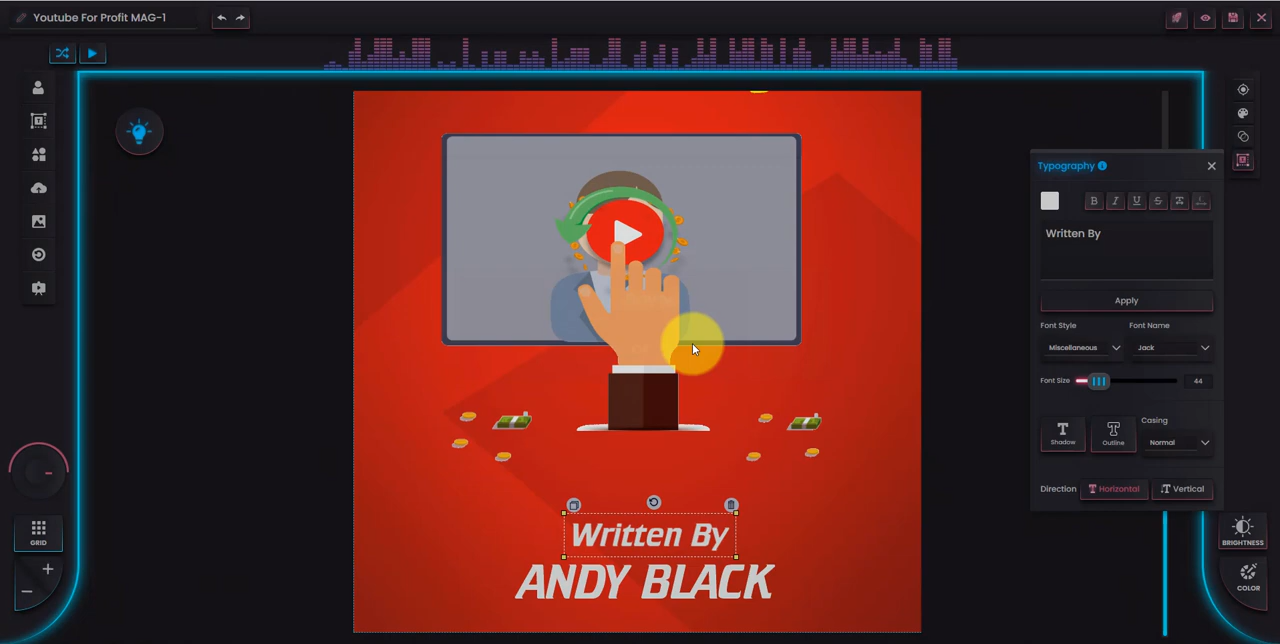 Youtube For Profit MAG-1
Typography
B I U S T
Written By
Apply
Font Style Font Name
Miscellaneous Jack
Font Size 44
Casing
Shadow Outline Normal
Direction Horizontal Vertical
Written By
ANDY BLACK
GRID
BRIGHTNESS
COLOR